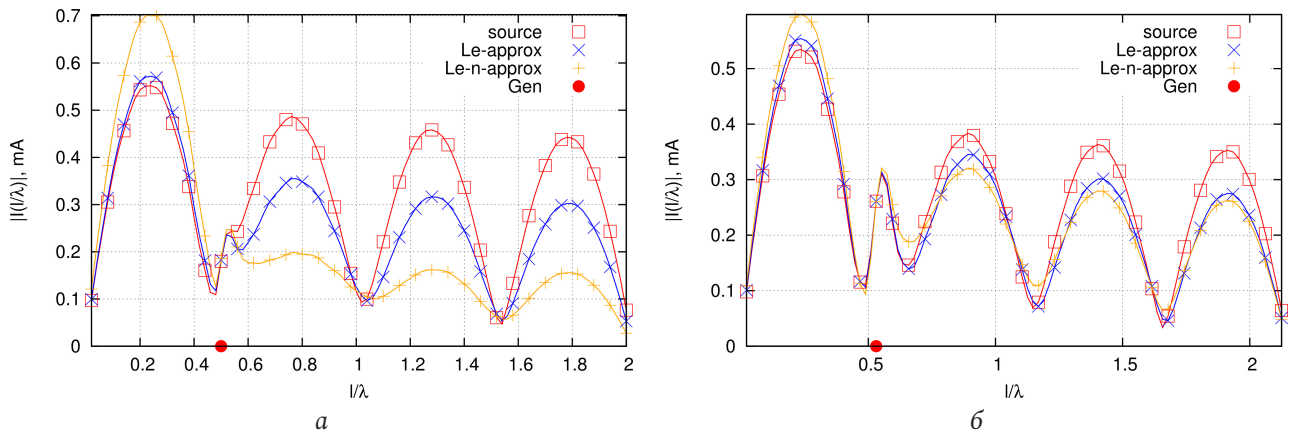 |I(l/λ)|, mA
0.7
0.6
0.5
0.4
0.3
0.2
0.1
0
source
Le-approx
Le-n-approx
Gen
0.2 0.4 0.6 0.8 1 1.2 1.4 1.6 1.8 2
l/λ
а
|I(l/λ)|, mA
0.5
0.4
0.3
0.2
0.1
0
source
Le-approx
Le-n-approx
Gen
0.5 1 1.5 2
l/λ
б